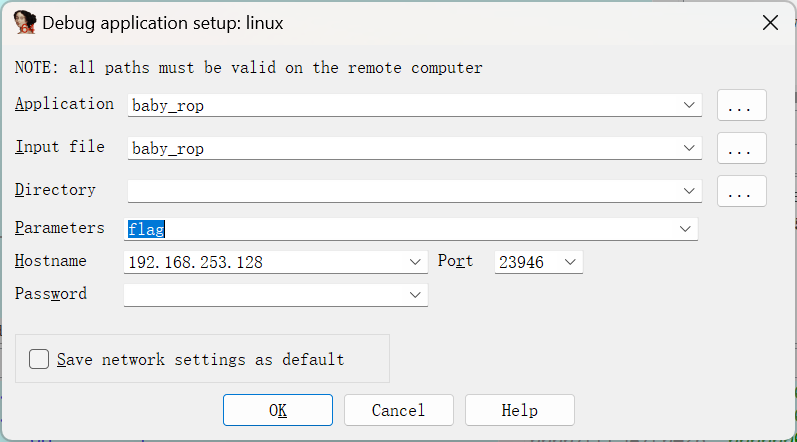 Debug application setup: linux
NOTE: all paths must be valid on the remote computer
Application baby_rop ...
Input file baby_rop ...
Directory ...
Parameters flag
Hostname 192.168.253.128 Port 23946
Password
Save network settings as default
OK Cancel Help